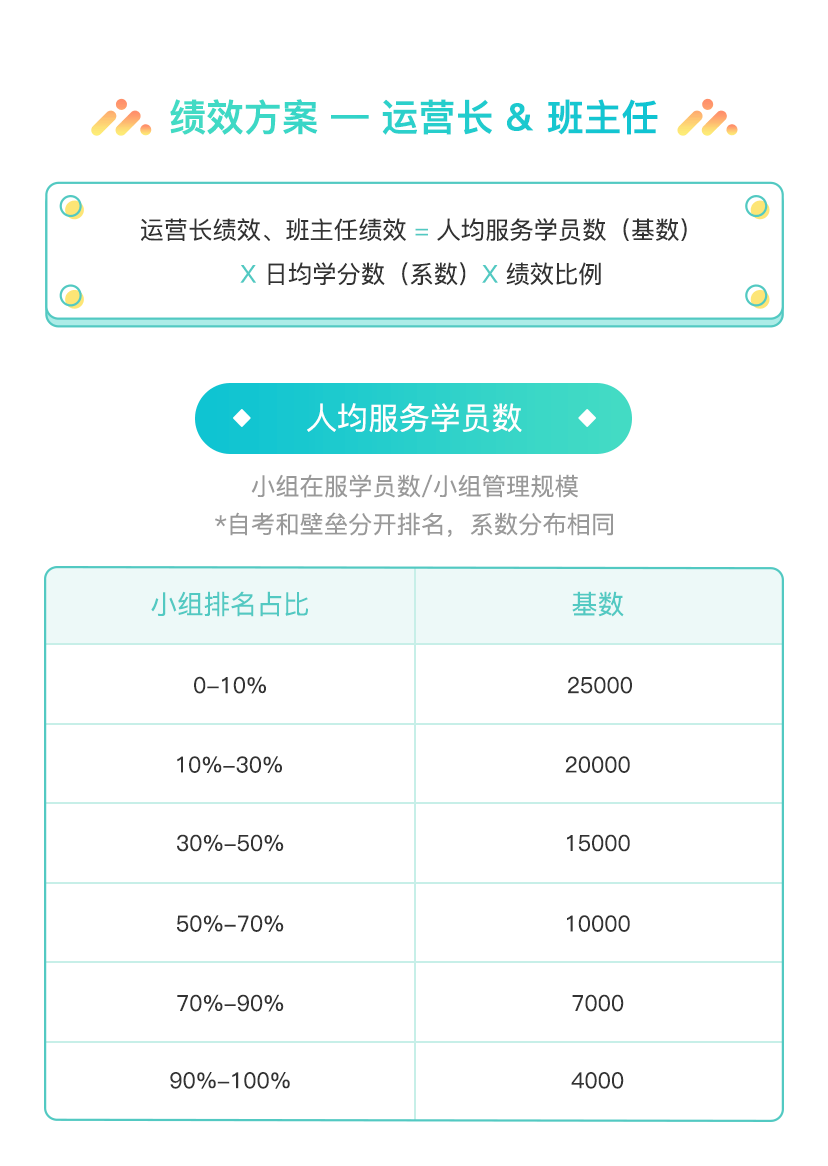 绩效方案 — 运营长 & 班主任
运营长绩效、班主任绩效 = 人均服务学员数（基数）
X 日均学分数（系数）X 绩效比例
人均服务学员数
小组在服学员数/小组管理规模
*自考和壁垒分开排名，系数分布相同
小组排名占比 基数
0–10% 25000
10%–30% 20000
30%–50% 15000
50%–70% 10000
70%–90% 7000
90%–100% 4000